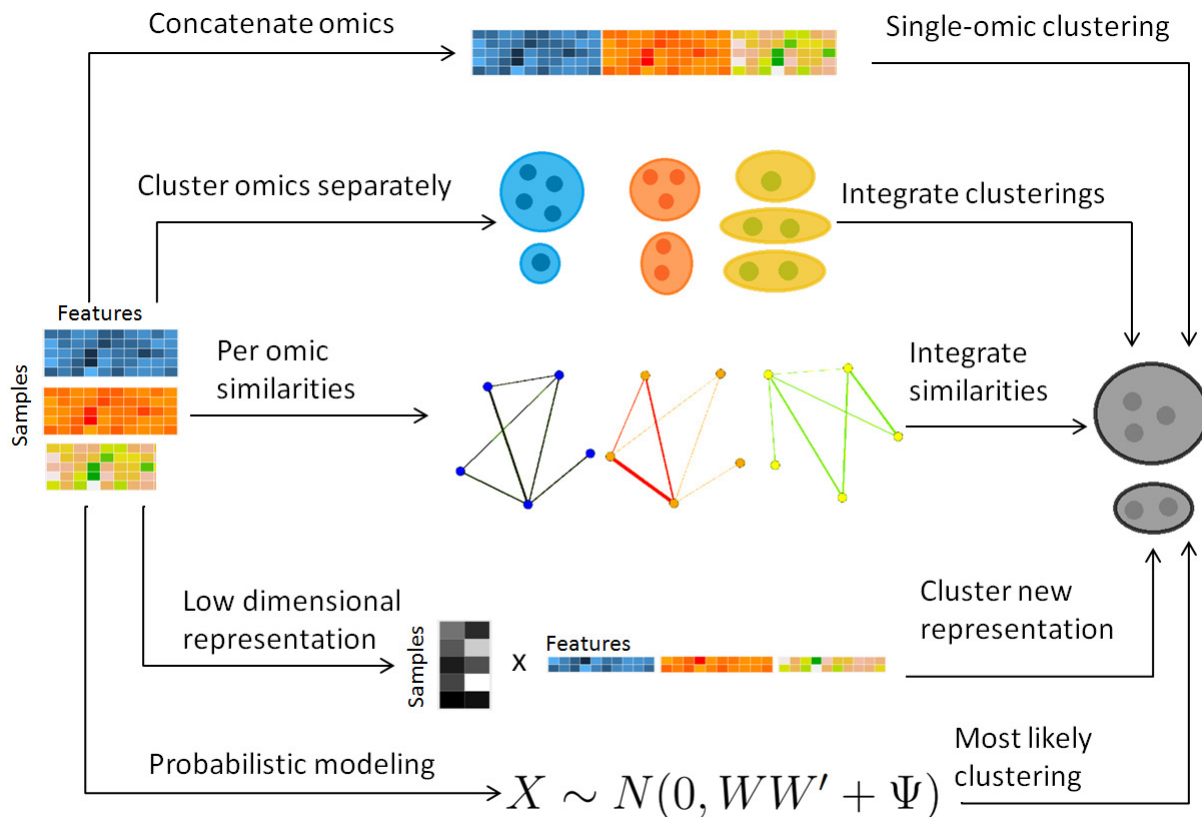 Concatenate omics
Single-omic clustering
Cluster omics separately
Integrate clusterings
Features
Samples
Per omic
similarities
Integrate
similarities
Low dimensional
representation
Samples
x
Features
Cluster new
representation
Probabilistic modeling
X ∼ N(0, WW′ + Ψ)
Most likely
clustering